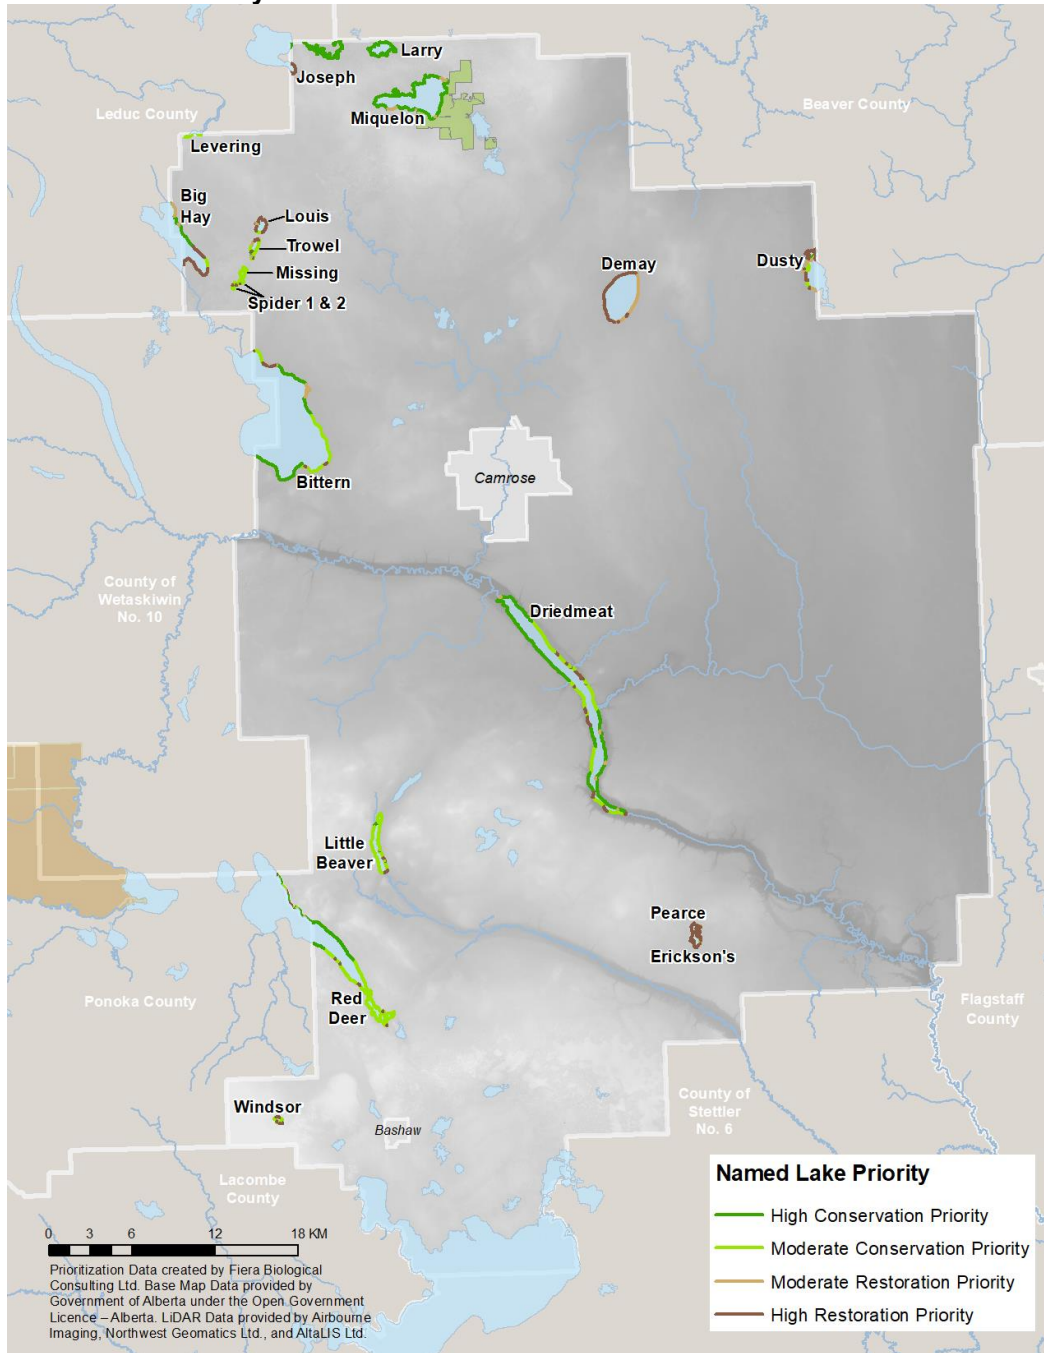 Larry
Joseph
Leduc County
Beaver County
Miquelon
Levering
Big
Hay
Louis
Trowel
Missing
Spider 1 & 2
Demay
Dusty
Camrose
Bittern
County of
Wetaskiwin
No. 10
Driedmeat
Little
Beaver
Pearce
Erickson's
Ponoka County
Red
Deer
Flagstaff
County
Windsor
Bashaw
County of
Stettler
No. 6
Lacombe
County
Named Lake Priority
High Conservation Priority
Moderate Conservation Priority
Moderate Restoration Priority
High Restoration Priority
0 3 6 12 18 KM
Prioritization Data created by Fiera Biological
Consulting Ltd. Base Map Data provided by
Government of Alberta under the Open Government
Licence – Alberta. LiDAR Data provided by Airbourne
Imaging, Northwest Geomatics Ltd., and AltaLIS Ltd.